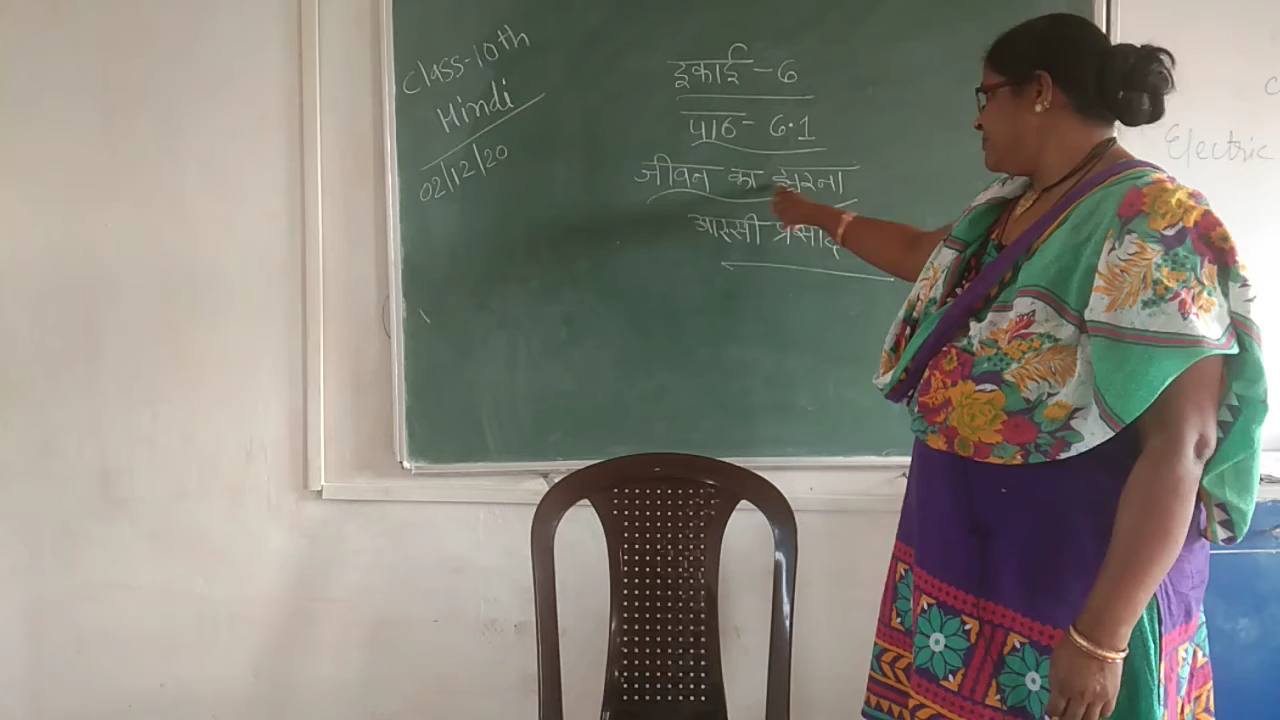 Class-10th
Hindi
02/12/20
इकाई - 6
पाठ - 6.1
जीवन का झरना
आरसी प्रसाद
Electric